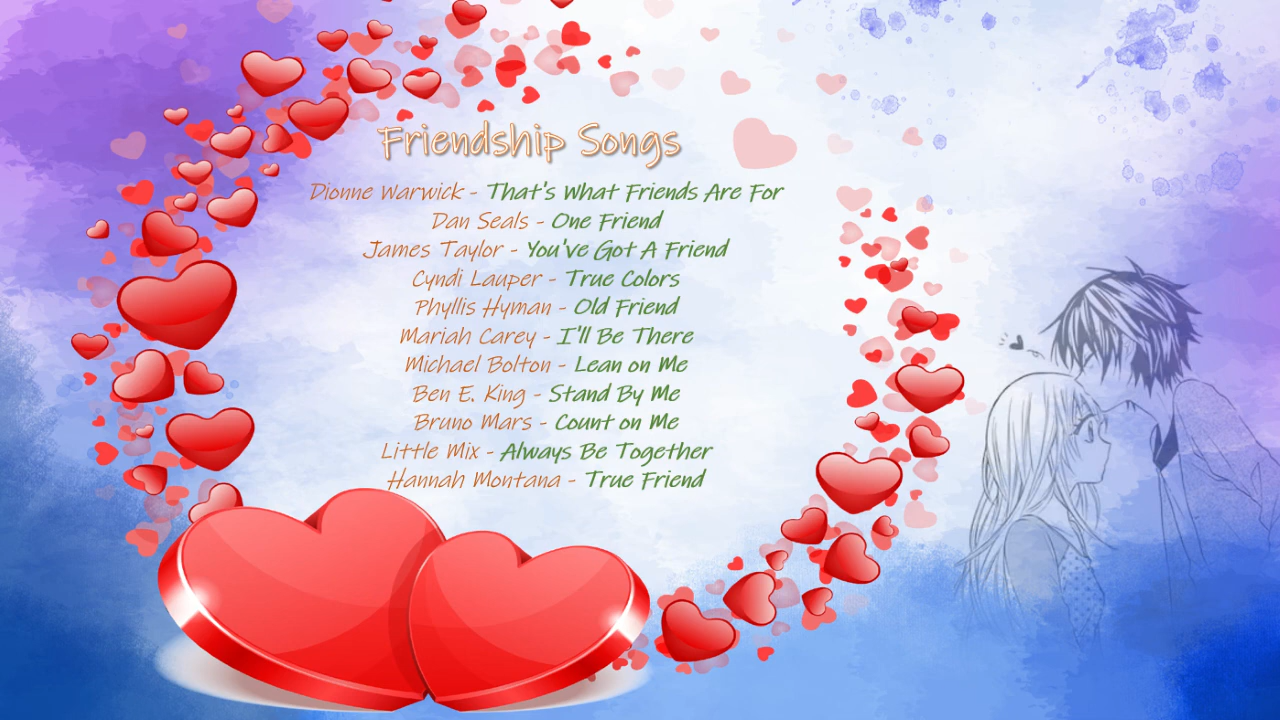 Friendship Songs
Dionne Warwick - That's What Friends Are For
Dan Seals - One Friend
James Taylor - You've Got A Friend
Cyndi Lauper - True Colors
Phyllis Hyman - Old Friend
Mariah Carey - I'll Be There
Michael Bolton - Lean on Me
Ben E. King - Stand By Me
Bruno Mars - Count on Me
Little Mix - Always Be Together
Hannah Montana - True Friend